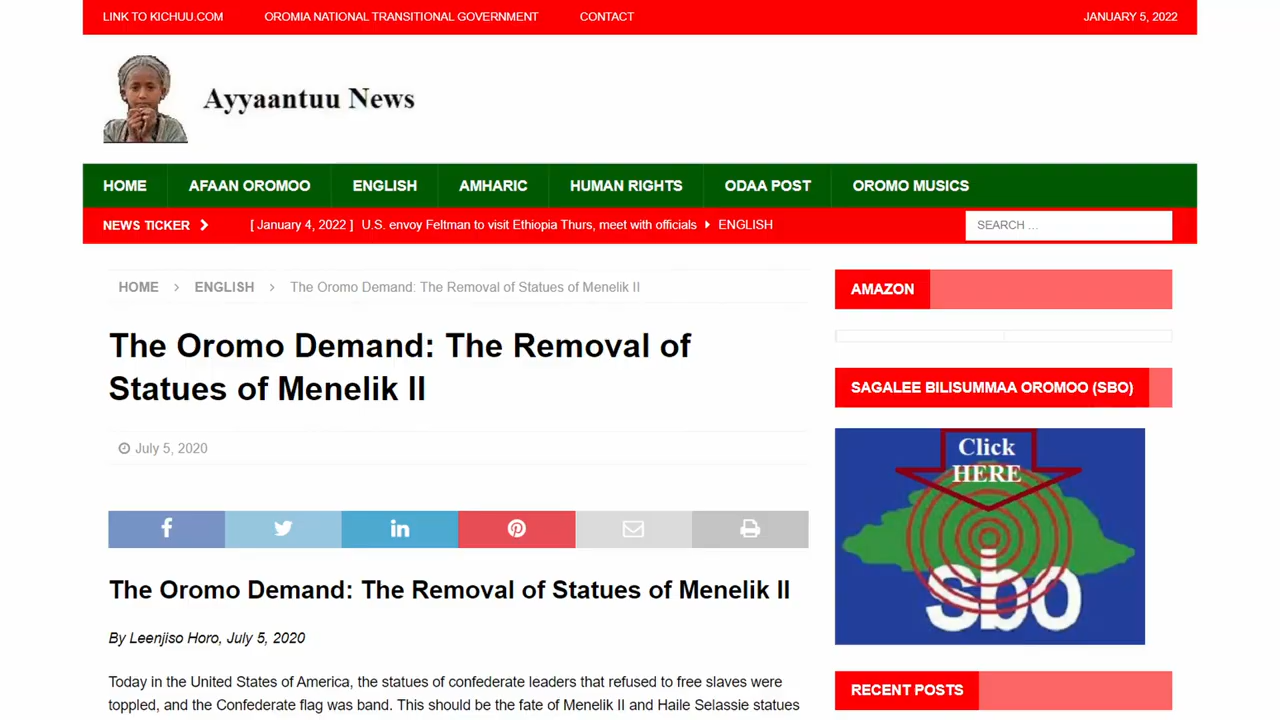 LINK TO KICHUU.COM OROMIA NATIONAL TRANSITIONAL GOVERNMENT CONTACT JANUARY 5, 2022
Ayyaantuu News
HOME AFAAN OROMOO ENGLISH AMHARIC HUMAN RIGHTS ODAA POST OROMO MUSICS
NEWS TICKER [ January 4, 2022 ] U.S. envoy Feltman to visit Ethiopia Thurs, meet with officials ENGLISH SEARCH …
HOME ENGLISH The Oromo Demand: The Removal of Statues of Menelik II
The Oromo Demand: The Removal of
Statues of Menelik II
July 5, 2020
The Oromo Demand: The Removal of Statues of Menelik II
By Leenjiso Horo, July 5, 2020
Today in the United States of America, the statues of confederate leaders that refused to free slaves were
toppled, and the Confederate flag was band. This should be the fate of Menelik II and Haile Selassie statues
AMAZON
SAGALEE BILISUMMAA OROMOO (SBO)
Click
HERE
sbo
RECENT POSTS